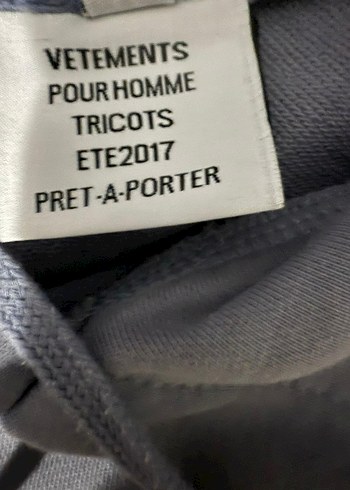 VETEMENTS
POUR HOMME
TRICOTS
ETE2017
PRET-A-PORTER